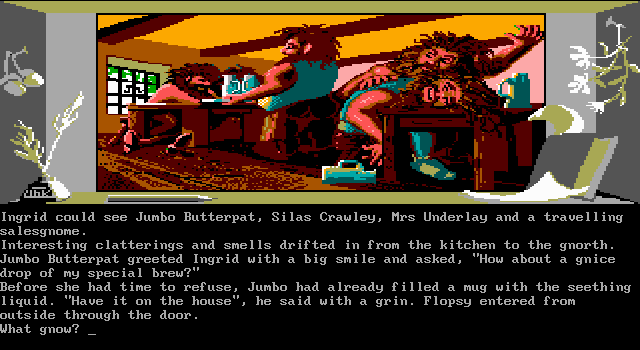 Ink
Ingrid could see Jumbo Butterpat, Silas Crawley, Mrs Underlay and a travelling
salesgnome.
Interesting clatterings and smells drifted in from the kitchen to the gnorth.
Jumbo Butterpat greeted Ingrid with a big smile and asked, "How about a gnice
drop of my special brew?"
Before she had time to refuse, Jumbo had already filled a mug with the seething
liquid. "Have it on the house", he said with a grin. Flopsy entered from
outside through the door.
What gnow? _